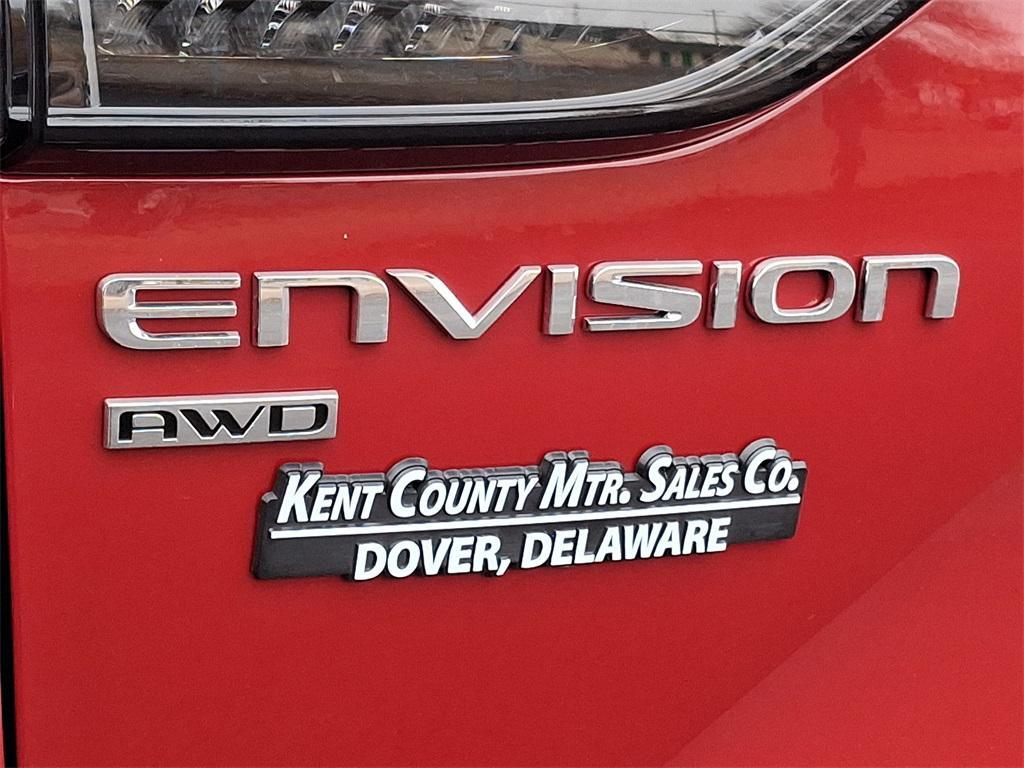 ENVISION
AWD
KENT COUNTY MTR. SALES CO.
DOVER, DELAWARE